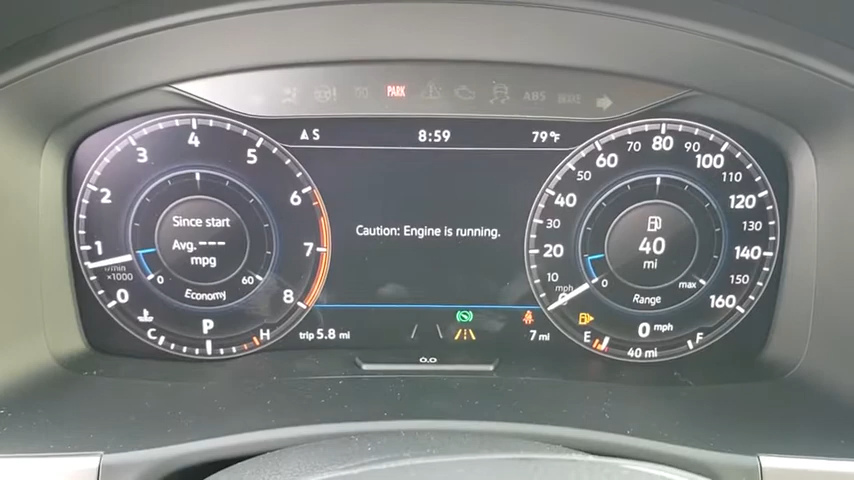 PARK
ABS
S
8:59
79°F
4
3
5
2
6
1
7
0
8
1/min
x1000
Since start
Avg. ---
mpg
0
60
Economy
P
C
H
Caution: Engine is running.
trip 5.8 mi
7 mi
0.0
80
70
90
60
100
50
110
40
120
30
130
20
140
10
150
0
160
mph
40
mi
0
max
Range
0 mph
E
F
40 mi